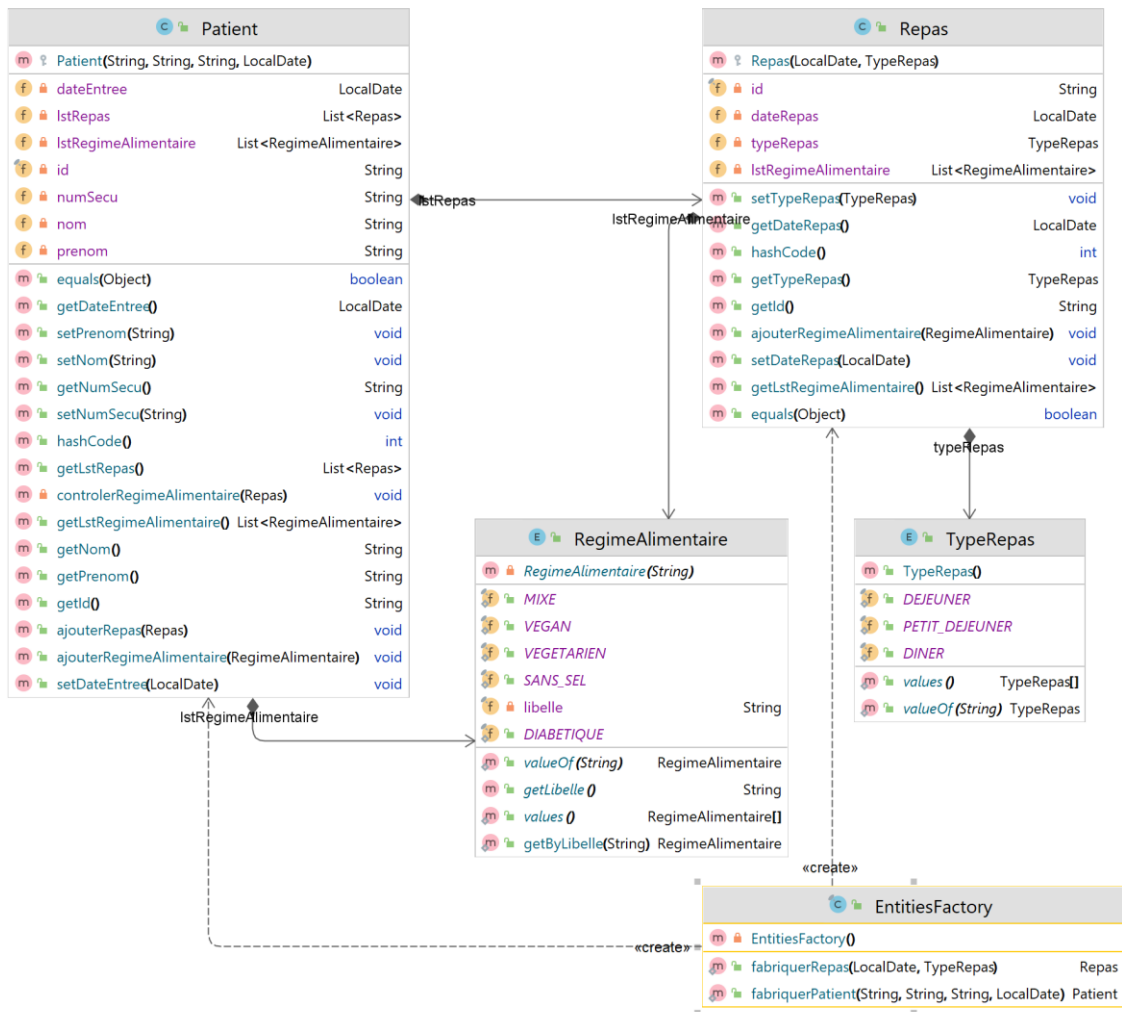 Patient
Patient(String, String, String, LocalDate)
dateEntree LocalDate
lstRepas List<Repas>
lstRegimeAlimentaire List<RegimeAlimentaire>
id String
numSecu String
nom String
prenom String
equals(Object) boolean
getDateEntree() LocalDate
setPrenom(String) void
setNom(String) void
getNumSecu() String
setNumSecu(String) void
hashCode() int
getLstRepas() List<Repas>
controlerRegimeAlimentaire(Repas) void
getLstRegimeAlimentaire() List<RegimeAlimentaire>
getNom() String
getPrenom() String
getId() String
ajouterRepas(Repas) void
ajouterRegimeAlimentaire(RegimeAlimentaire) void
setDateEntree(LocalDate) void
lstRegimeAlimentaire
lstRepas
lstRegimeAlimentaire
Repas
Repas(LocalDate, TypeRepas)
id String
dateRepas LocalDate
typeRepas TypeRepas
lstRegimeAlimentaire List<RegimeAlimentaire>
setTypeRepas(TypeRepas) void
getDateRepas() LocalDate
hashCode() int
getTypeRepas() TypeRepas
getId() String
ajouterRegimeAlimentaire(RegimeAlimentaire) void
setDateRepas(LocalDate) void
getLstRegimeAlimentaire() List<RegimeAlimentaire>
equals(Object) boolean
typeRepas
RegimeAlimentaire
RegimeAlimentaire(String)
MIXE
VEGAN
VEGETARIEN
SANS_SEL
libelle String
DIABETIQUE
valueOf(String) RegimeAlimentaire
getLibelle() String
values() RegimeAlimentaire[]
getByLibelle(String) RegimeAlimentaire
TypeRepas
TypeRepas()
DEJEUNER
PETIT_DEJEUNER
DINER
values() TypeRepas[]
valueOf(String) TypeRepas
«create»
«create»
EntitiesFactory
EntitiesFactory()
fabriquerRepas(LocalDate, TypeRepas) Repas
fabriquerPatient(String, String, String, LocalDate) Patient